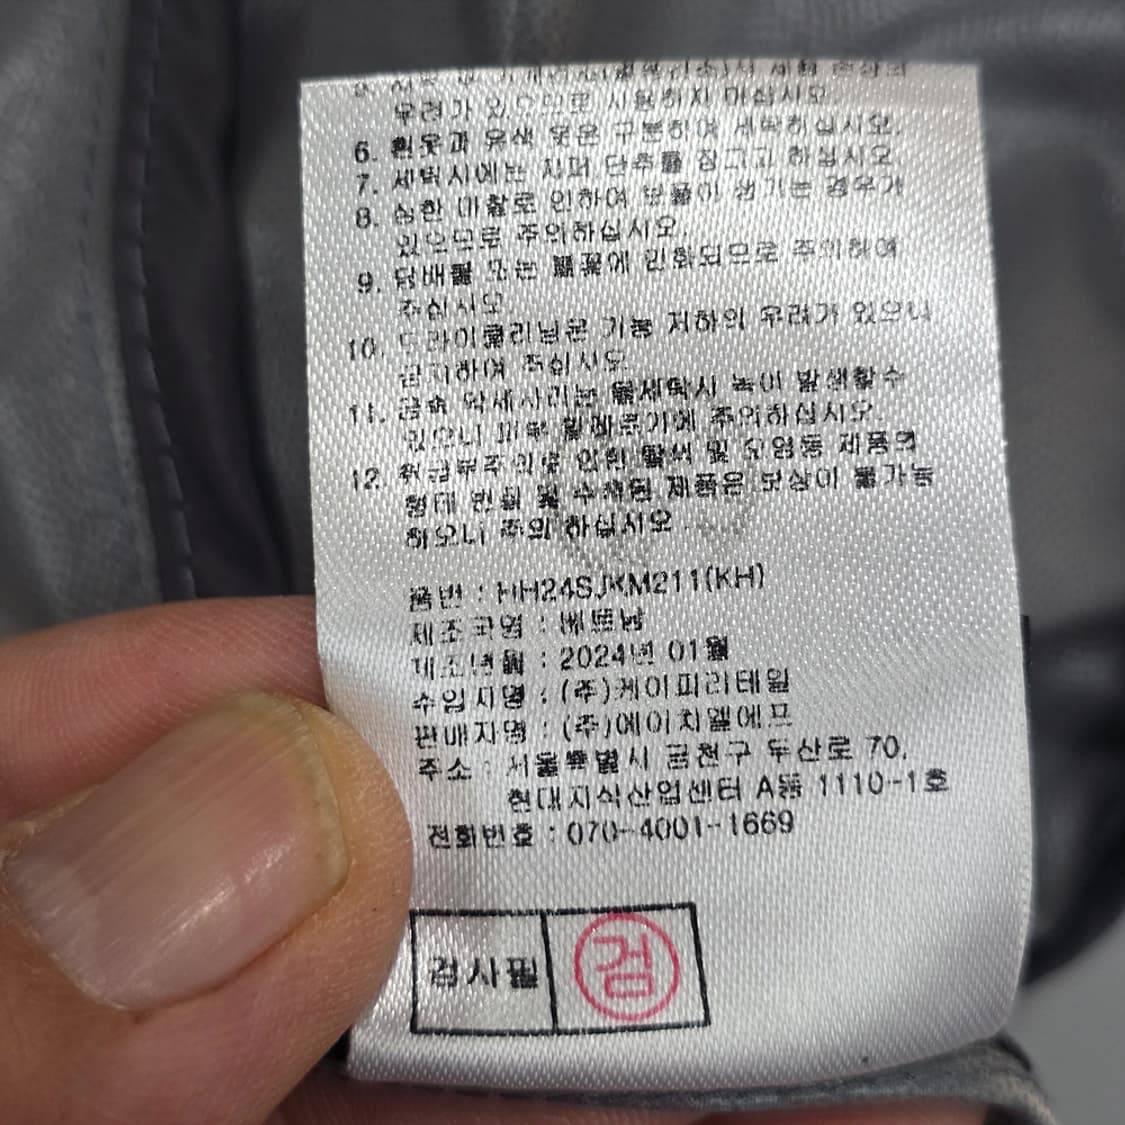 우려가 있으므로 사용하지 마십시오.
6. 흰옷과 유색 옷은 구분하여 세탁하십시오.
7. 세탁시에는 지퍼 단추를 잠그고 하십시오.
8. 심한 마찰로 인하여 보풀이 생기는 경우가
있으므로 주의하십시오.
9. 담배불 또는 불꽃에 인화되므로 주의하여
주십시오
10. 드라이클리닝은 기능 저하의 우려가 있으니
금지하여 주십시오.
11. 금속 악세사리는 물세탁시 녹이 발생할수
있으니 피부 알레르기에 주의하십시오.
12. 취급부주의로 인한 탈색 및 오염등 제품의
형태 변질 및 수축된 제품은 보상이 불가능
하오니 주의 하십시오.
품번 : HH24SJKM211(KH)
제조국명 : 베트남
제조년월 : 2024년 01월
수입자명 : (주)케이피리테일
판매자명 : (주)에이치엘에프
주소 : 서울특별시 금천구 두산로 70.
현대지식산업센터 A동 1110-1호
전화번호 : 070-4001-1669
검사필 검